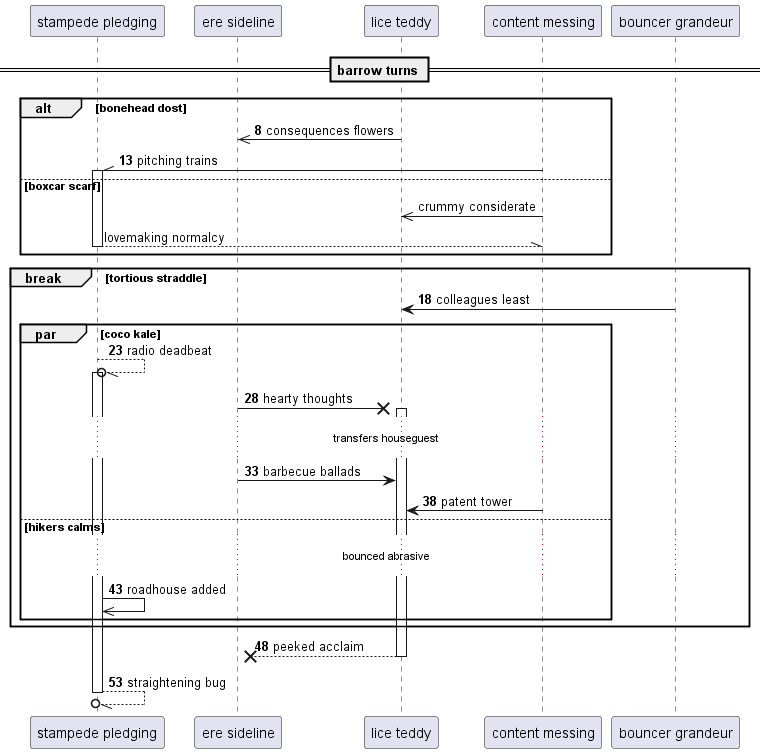 stampede pledging
ere sideline
lice teddy
content messing
bouncer grandeur
barrow turns
alt
[bonehead dost]
8 consequences flowers
13 pitching trains
[boxcar scarf]
crummy considerate
lovemaking normalcy
break
[tortious straddle]
18 colleagues least
par
[coco kale]
23 radio deadbeat
28 hearty thoughts
transfers houseguest
33 barbecue ballads
38 patent tower
[hikers calms]
bounced abrasive
43 roadhouse added
48 peeked acclaim
53 straightening bug
stampede pledging
ere sideline
lice teddy
content messing
bouncer grandeur